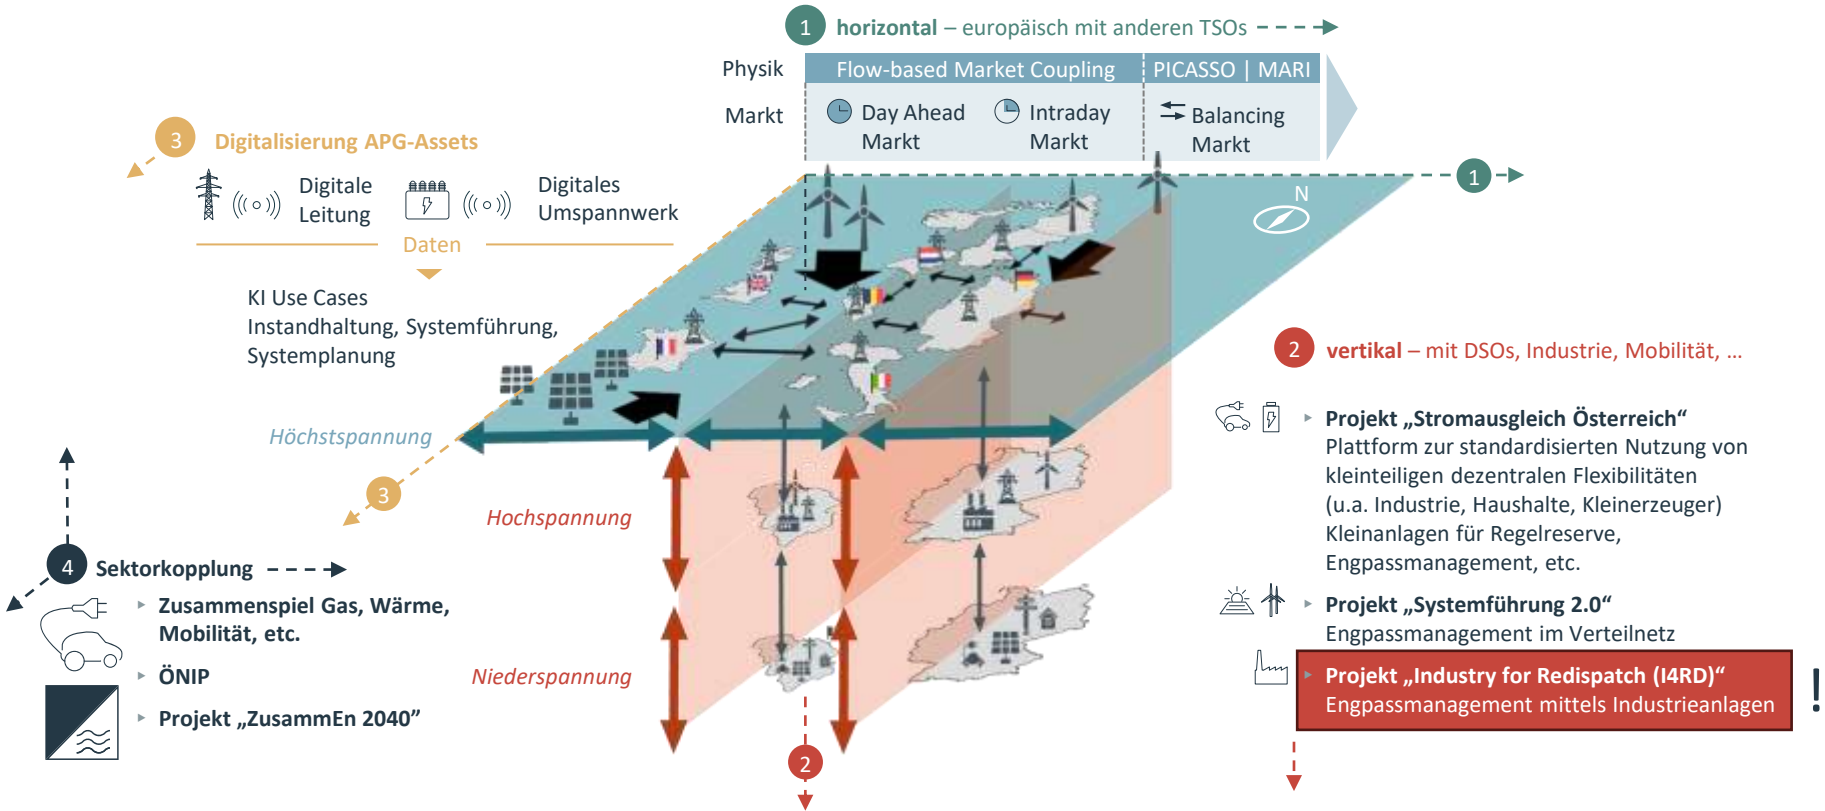 1 horizontal – europäisch mit anderen TSOs
Physik
Flow-based Market Coupling
PICASSO | MARI
Markt
Day Ahead
Markt
Intraday
Markt
Balancing
Markt
3 Digitalisierung APG-Assets
Digitale
Leitung
Digitales
Umspannwerk
Daten
KI Use Cases
Instandhaltung, Systemführung,
Systemplanung
1
N
Höchstspannung
3
Hochspannung
Niederspannung
2
2 vertikal – mit DSOs, Industrie, Mobilität, ...
Projekt „Stromausgleich Österreich“
Plattform zur standardisierten Nutzung von
kleinteiligen dezentralen Flexibilitäten
(u.a. Industrie, Haushalte, Kleinerzeuger)
Kleinanlagen für Regelreserve,
Engpassmanagement, etc.
Projekt „Systemführung 2.0“
Engpassmanagement im Verteilnetz
Projekt „Industry for Redispatch (I4RD)“
Engpassmanagement mittels Industrieanlagen
!
4 Sektorkopplung
Zusammenspiel Gas, Wärme,
Mobilität, etc.
ÖNIP
Projekt „ZusammEn 2040”